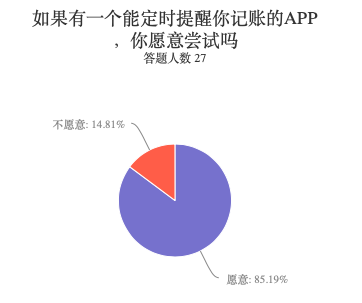 如果有一个能定时提醒你记账的APP
，你愿意尝试吗
答题人数 27
不愿意: 14.81%
愿意: 85.19%